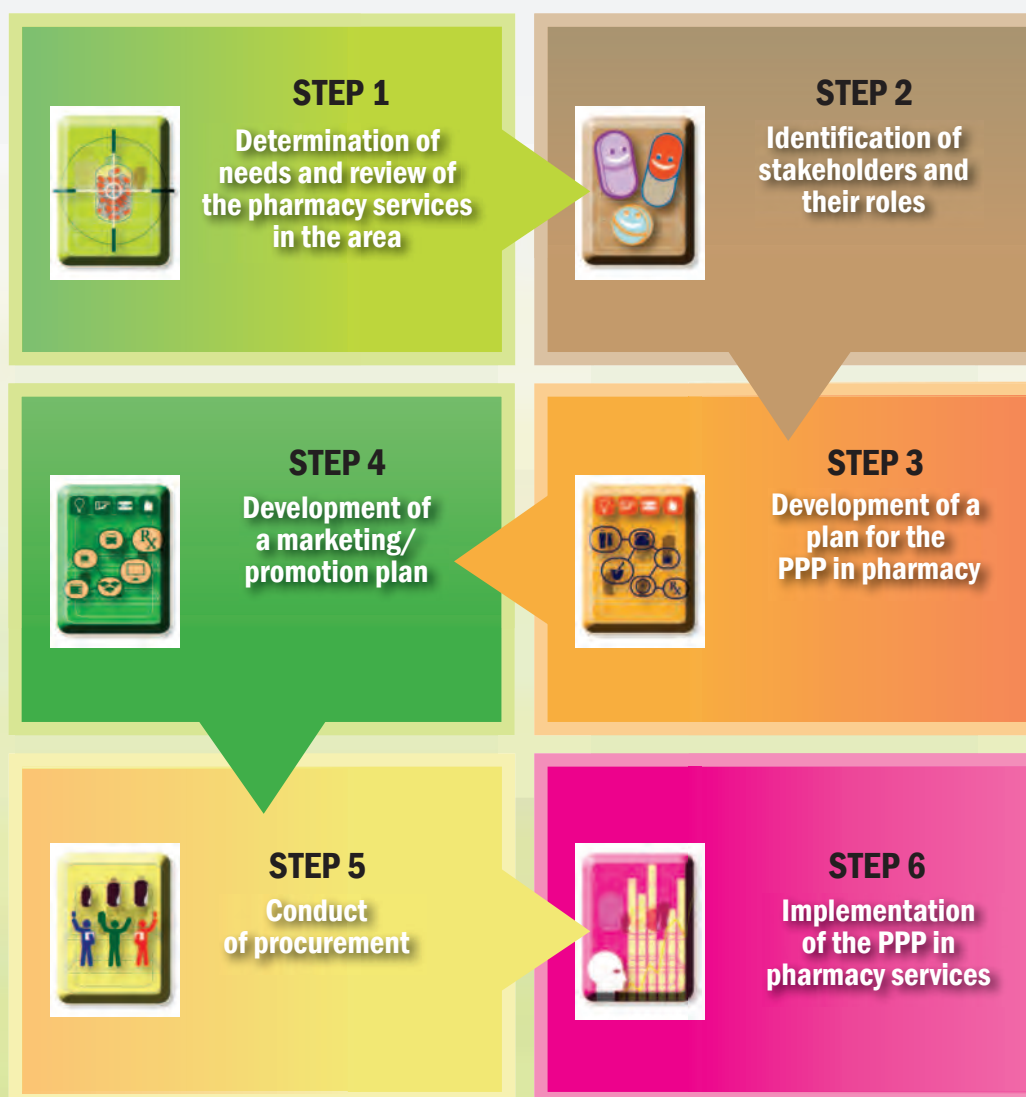 STEP 1
Determination of
needs and review of
the pharmacy services
in the area
STEP 2
Identification of
stakeholders and
their roles
STEP 3
Development of a
plan for the
PPP in pharmacy
Rx
STEP 4
Development of
a marketing/
promotion plan
Rx
STEP 5
Conduct
of procurement
STEP 6
Implementation
of the PPP in
pharmacy services